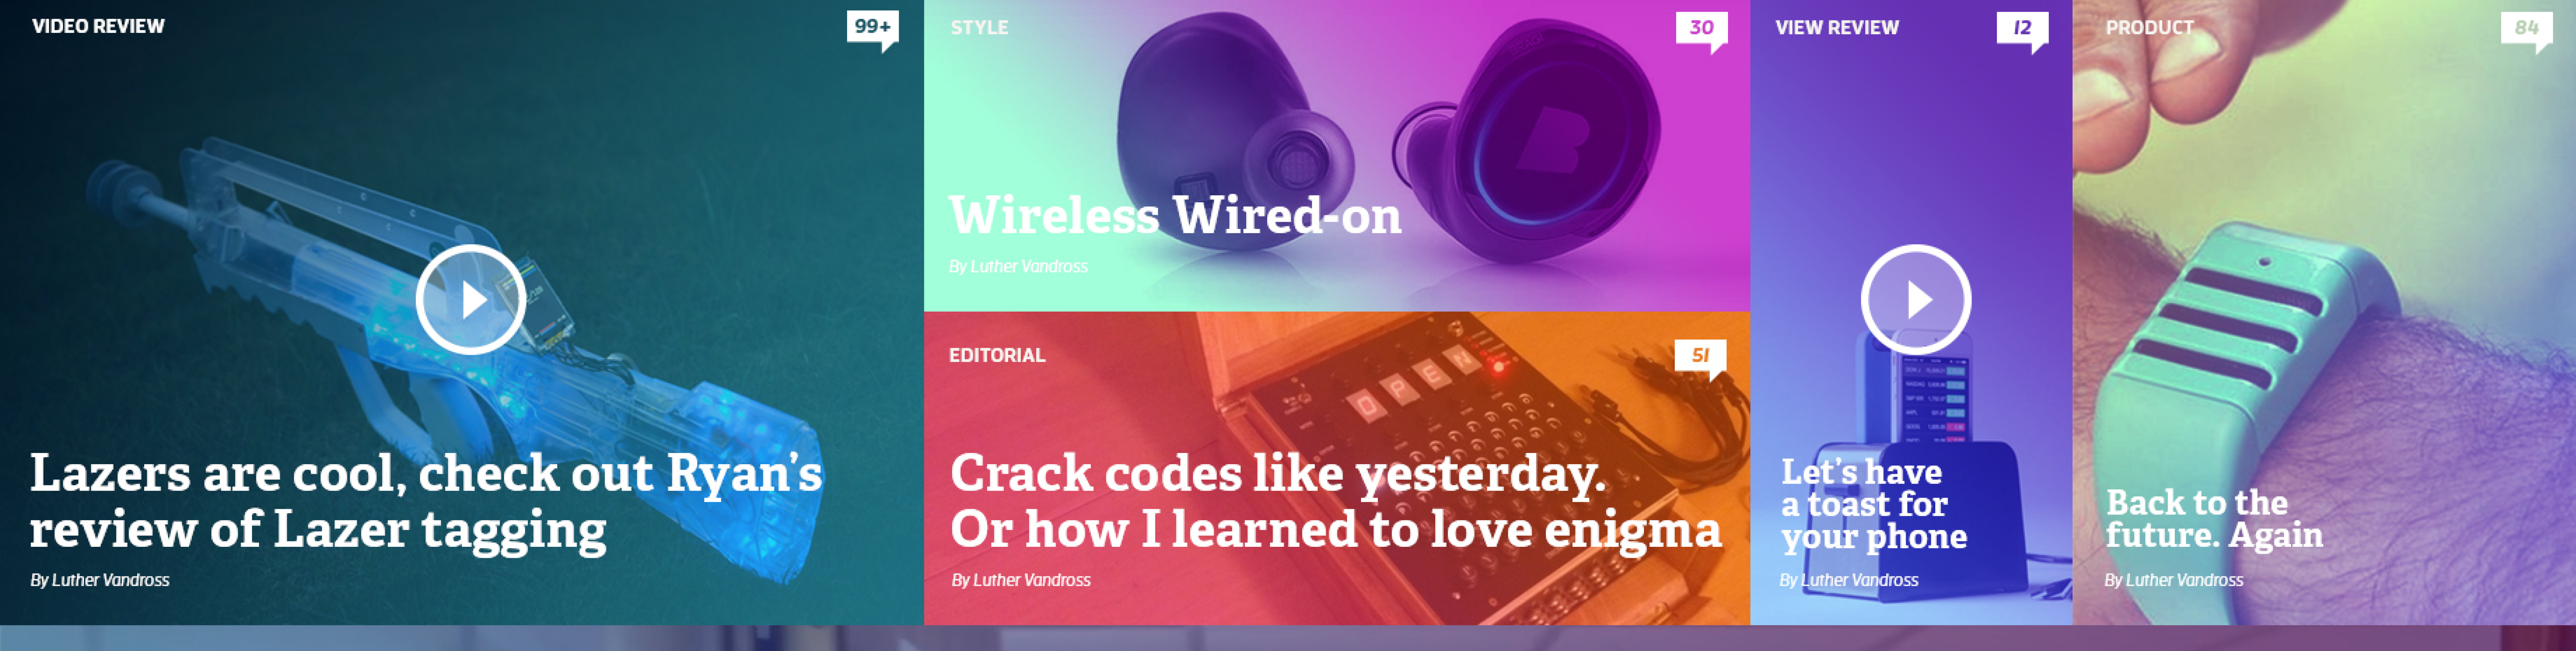 VIDEO REVIEW
99+
Lazers are cool, check out Ryan's
review of Lazer tagging
By Luther Vandross
STYLE
30
B
Wireless Wired-on
By Luther Vandross
EDITORIAL
51
OPEN
Crack codes like yesterday.
Or how I learned to love enigma
By Luther Vandross
VIEW REVIEW
12
Let's have
a toast for
your phone
By Luther Vandross
PRODUCT
84
Back to the
future. Again
By Luther Vandross